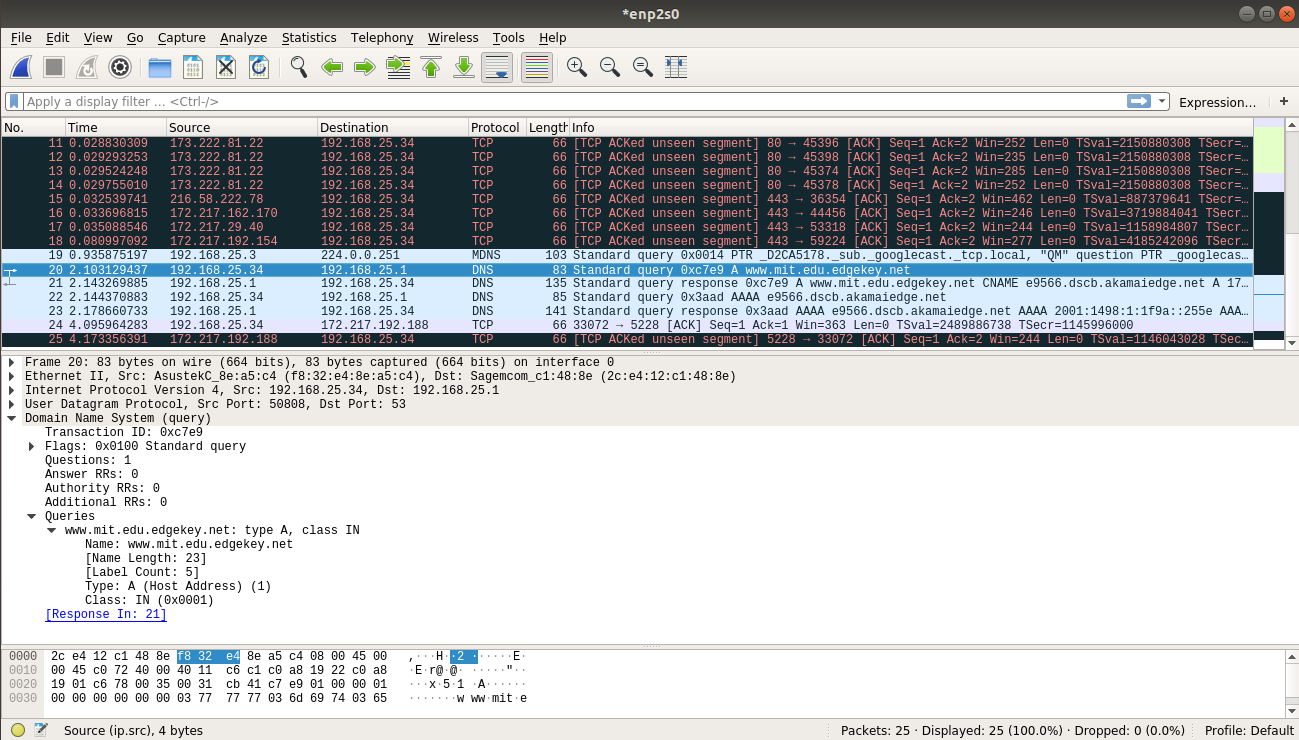 *enp2s0
File Edit View Go Capture Analyze Statistics Telephony Wireless Tools Help
Apply a display filter … <Ctrl-/> Expression… +
No. Time Source Destination Protocol Length Info
11 0.028830309 173.222.81.22 192.168.25.34 TCP 66 [TCP ACKed unseen segment] 80 → 45396 [ACK] Seq=1 Ack=2 Win=252 Len=0 TSval=2150880308 TSecr=…
12 0.029293253 173.222.81.22 192.168.25.34 TCP 66 [TCP ACKed unseen segment] 80 → 45398 [ACK] Seq=1 Ack=2 Win=235 Len=0 TSval=2150880308 TSecr=…
13 0.029524248 173.222.81.22 192.168.25.34 TCP 66 [TCP ACKed unseen segment] 80 → 45374 [ACK] Seq=1 Ack=2 Win=285 Len=0 TSval=2150880308 TSecr=…
14 0.029755010 173.222.81.22 192.168.25.34 TCP 66 [TCP ACKed unseen segment] 80 → 45378 [ACK] Seq=1 Ack=2 Win=252 Len=0 TSval=2150880308 TSecr=…
15 0.032539741 216.58.222.78 192.168.25.34 TCP 66 [TCP ACKed unseen segment] 443 → 36354 [ACK] Seq=1 Ack=2 Win=462 Len=0 TSval=887379641 TSecr=…
16 0.033696815 172.217.162.170 192.168.25.34 TCP 66 [TCP ACKed unseen segment] 443 → 44456 [ACK] Seq=1 Ack=2 Win=246 Len=0 TSval=3719884041 TSecr…
17 0.035088546 172.217.29.40 192.168.25.34 TCP 66 [TCP ACKed unseen segment] 443 → 53318 [ACK] Seq=1 Ack=2 Win=244 Len=0 TSval=1158984807 TSecr…
18 0.080997092 172.217.192.154 192.168.25.34 TCP 66 [TCP ACKed unseen segment] 443 → 59224 [ACK] Seq=1 Ack=2 Win=277 Len=0 TSval=4185242096 TSecr…
19 0.935875197 192.168.25.3 224.0.0.251 MDNS 103 Standard query 0x0014 PTR _D2CA5178._sub._googlecast._tcp.local, "QM" question PTR _googlecas…
20 2.103129437 192.168.25.34 192.168.25.1 DNS 83 Standard query 0xc7e9 A www.mit.edu.edgekey.net
21 2.143269885 192.168.25.1 192.168.25.34 DNS 135 Standard query response 0xc7e9 A www.mit.edu.edgekey.net CNAME e9566.dscb.akamaiedge.net A 17…
22 2.144370883 192.168.25.34 192.168.25.1 DNS 85 Standard query 0x3aad AAAA e9566.dscb.akamaiedge.net
23 2.178660733 192.168.25.1 192.168.25.34 DNS 141 Standard query response 0x3aad AAAA e9566.dscb.akamaiedge.net AAAA 2001:1498:1:1f9a::255e AAA…
24 4.095964283 192.168.25.34 172.217.192.188 TCP 66 33072 → 5228 [ACK] Seq=1 Ack=1 Win=363 Len=0 TSval=2489886738 TSecr=1145996000
25 4.173356391 172.217.192.188 192.168.25.34 TCP 66 [TCP ACKed unseen segment] 5228 → 33072 [ACK] Seq=1 Ack=2 Win=244 Len=0 TSval=1146043028 TSec…
Frame 20: 83 bytes on wire (664 bits), 83 bytes captured (664 bits) on interface 0
Ethernet II, Src: AsustekC_8e:a5:c4 (f8:32:e4:8e:a5:c4), Dst: Sagemcom_c1:48:8e (2c:e4:12:c1:48:8e)
Internet Protocol Version 4, Src: 192.168.25.34, Dst: 192.168.25.1
User Datagram Protocol, Src Port: 50808, Dst Port: 53
Domain Name System (query)
Transaction ID: 0xc7e9
Flags: 0x0100 Standard query
Questions: 1
Answer RRs: 0
Authority RRs: 0
Additional RRs: 0
Queries
www.mit.edu.edgekey.net: type A, class IN
Name: www.mit.edu.edgekey.net
[Name Length: 23]
[Label Count: 5]
Type: A (Host Address) (1)
Class: IN (0x0001)
[Response In: 21]
0000 2c e4 12 c1 48 8e f8 32 e4 8e a5 c4 08 00 45 00 ,···H··2 ·····E·
0010 00 45 c0 72 40 00 40 11 c6 c1 c0 a8 19 22 c0 a8 ·E·r@·@· ·····"··
0020 19 01 c6 78 00 35 00 31 cb 41 c7 e9 01 00 00 01 ···x·5·1 ·A······
0030 00 00 00 00 00 00 03 77 77 77 03 6d 69 74 03 65 ·······w ww·mit·e
Source (ip.src), 4 bytes Packets: 25 · Displayed: 25 (100.0%) · Dropped: 0 (0.0%) Profile: Default